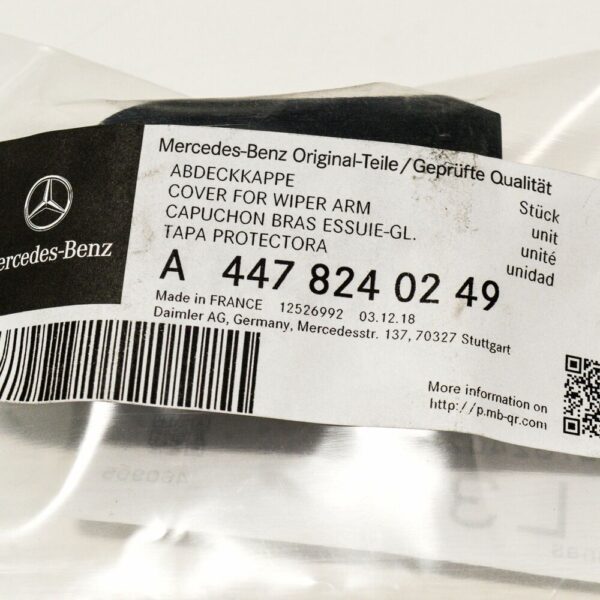 Mercedes-Benz Original-Teile/Geprüfte Qualität
ABDECKKAPPE
COVER FOR WIPER ARM
CAPUCHON BRAS ESSUIE-GL.
TAPA PROTECTORA
Stück
unit
unité
unidad
ercedes-Benz
A 447 824 02 49
Made in FRANCE 12526992 03.12.18
Daimler AG, Germany, Mercedesstr. 137, 70327 Stuttgart
More information on
http://p.mb-qr.com